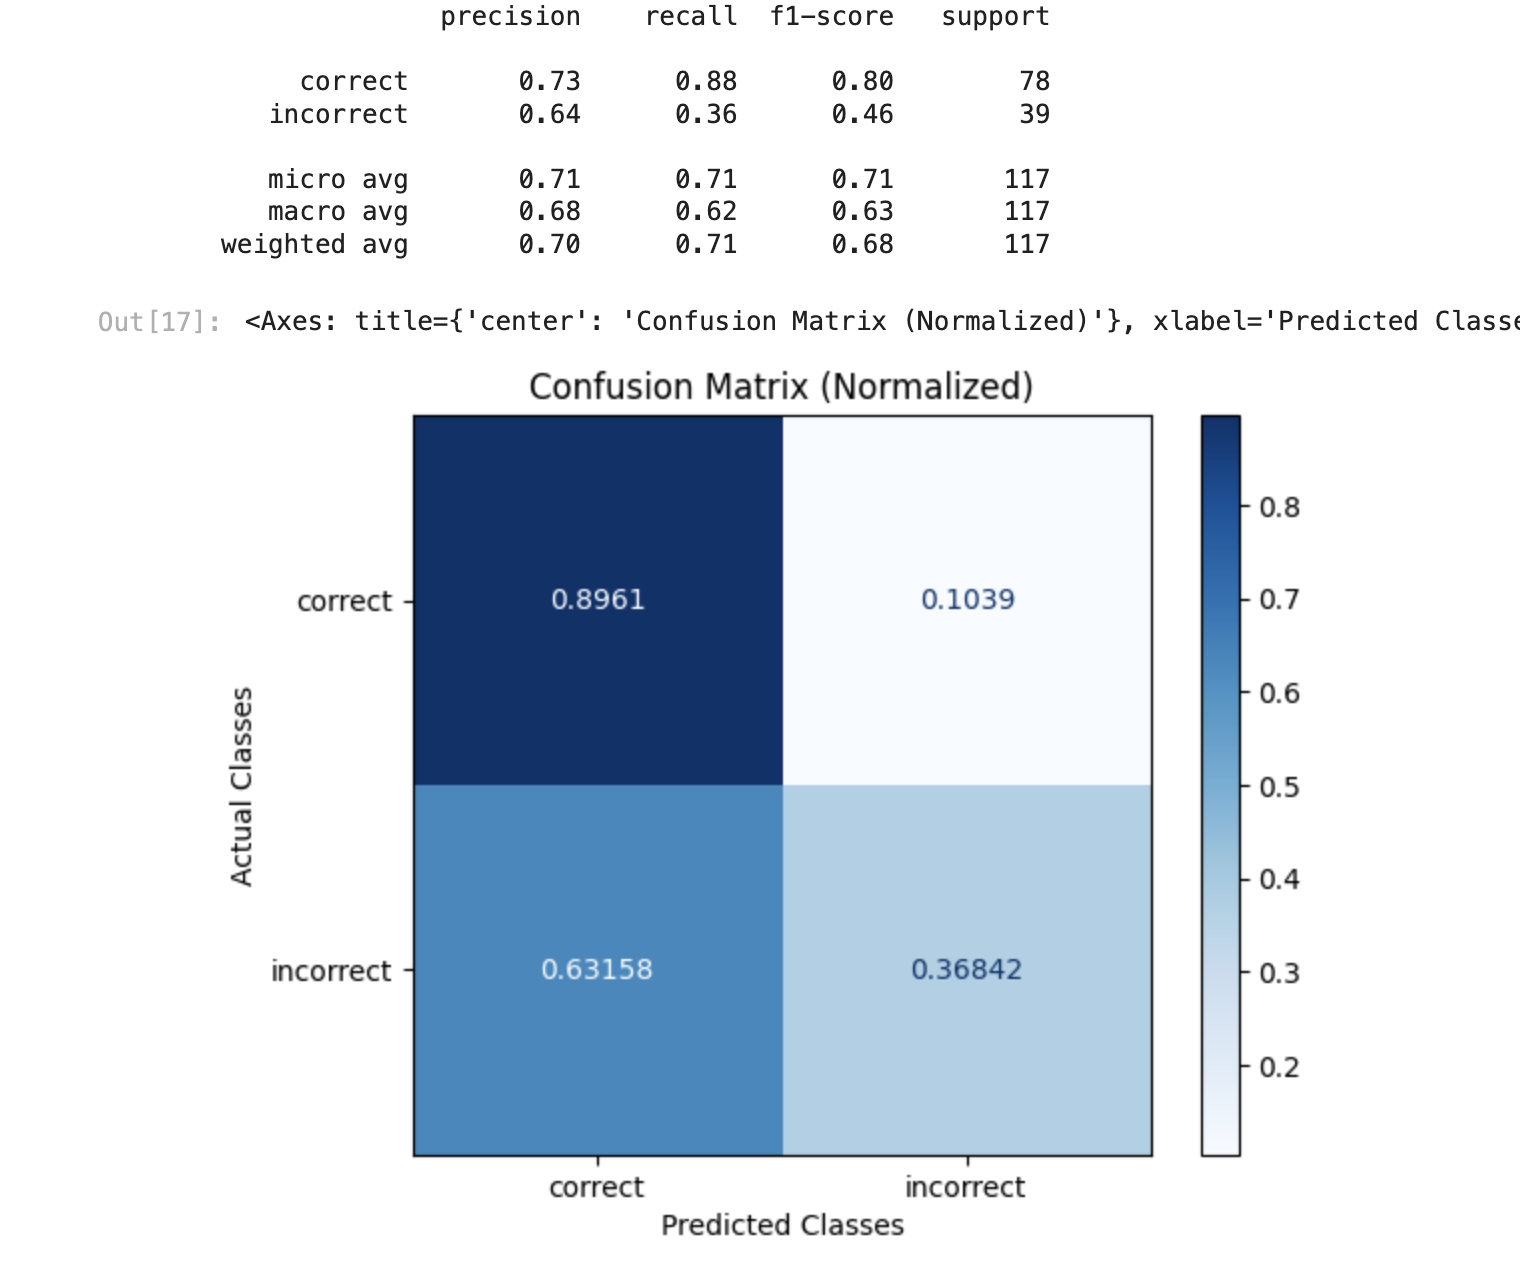 precision recall f1-score support
correct 0.73 0.88 0.80 78
incorrect 0.64 0.36 0.46 39
micro avg 0.71 0.71 0.71 117
macro avg 0.68 0.62 0.63 117
weighted avg 0.70 0.71 0.68 117
Out[17]: <Axes: title={'center': 'Confusion Matrix (Normalized)'}, xlabel='Predicted Classe
Confusion Matrix (Normalized)
0.8
correct 0.8961 0.1039 0.7
0.6
Actual Classes
0.5
0.4
incorrect 0.63158 0.36842 0.3
0.2
correct incorrect
Predicted Classes